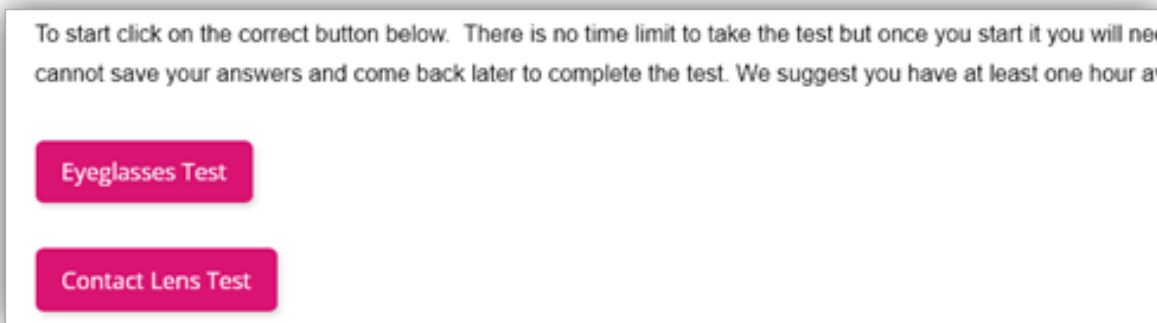 To start click on the correct button below.  There is no time limit to take the test but once you start it you will
cannot save your answers and come back later to complete the test. We suggest you have at least one hour
Eyeglasses Test
Contact Lens Test